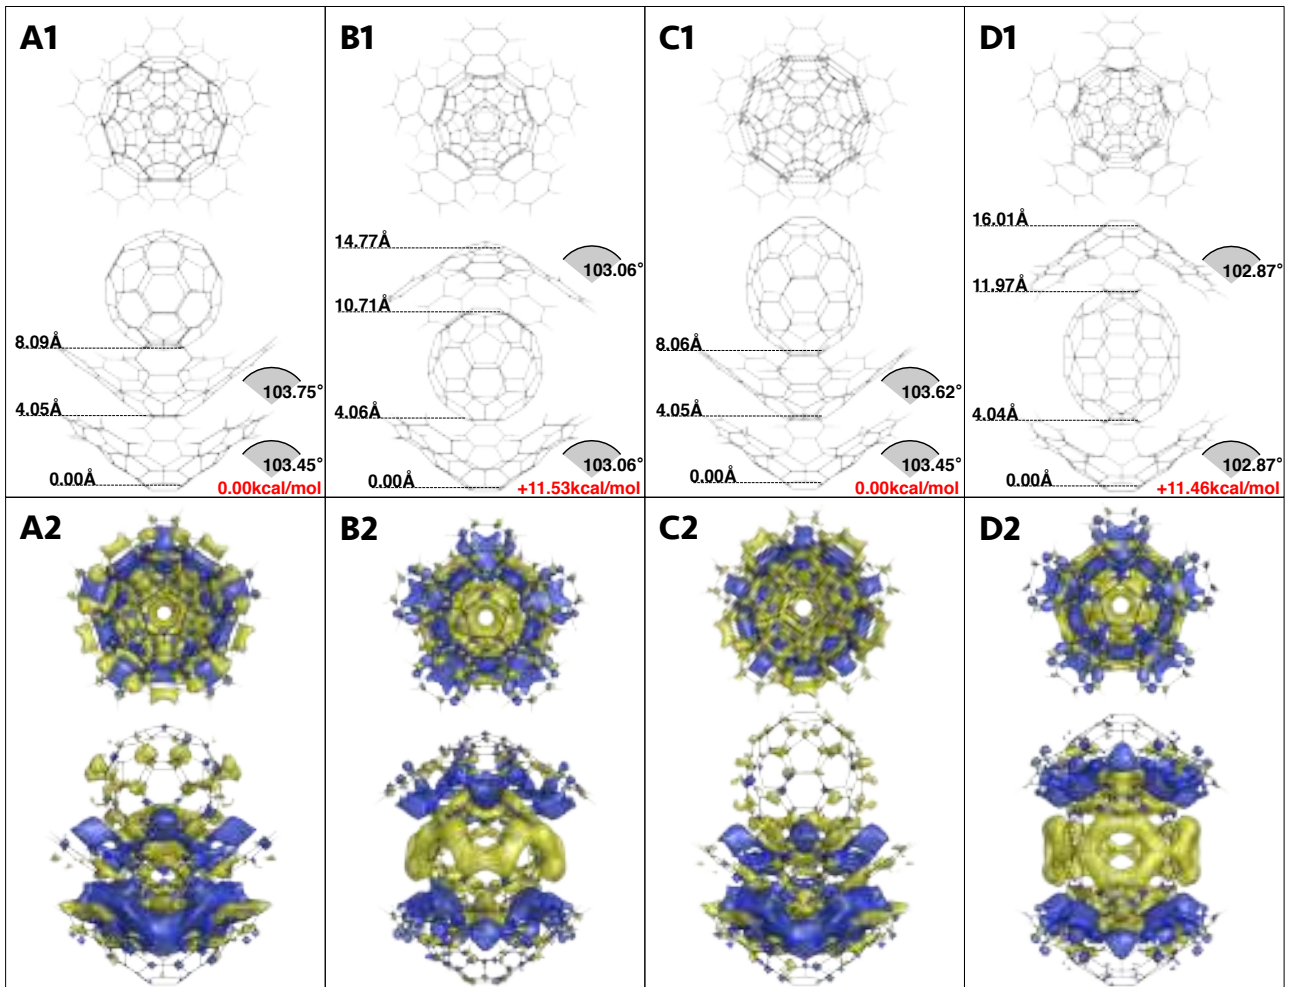 A1
8.09Å
103.75°
4.05Å
103.45°
0.00Å
0.00kcal/mol
B1
14.77Å
103.06°
10.71Å
4.06Å
103.06°
0.00Å
+11.53kcal/mol
C1
8.06Å
103.62°
4.05Å
103.45°
0.00Å
0.00kcal/mol
D1
16.01Å
102.87°
11.97Å
4.04Å
102.87°
0.00Å
+11.46kcal/mol
A2
B2
C2
D2